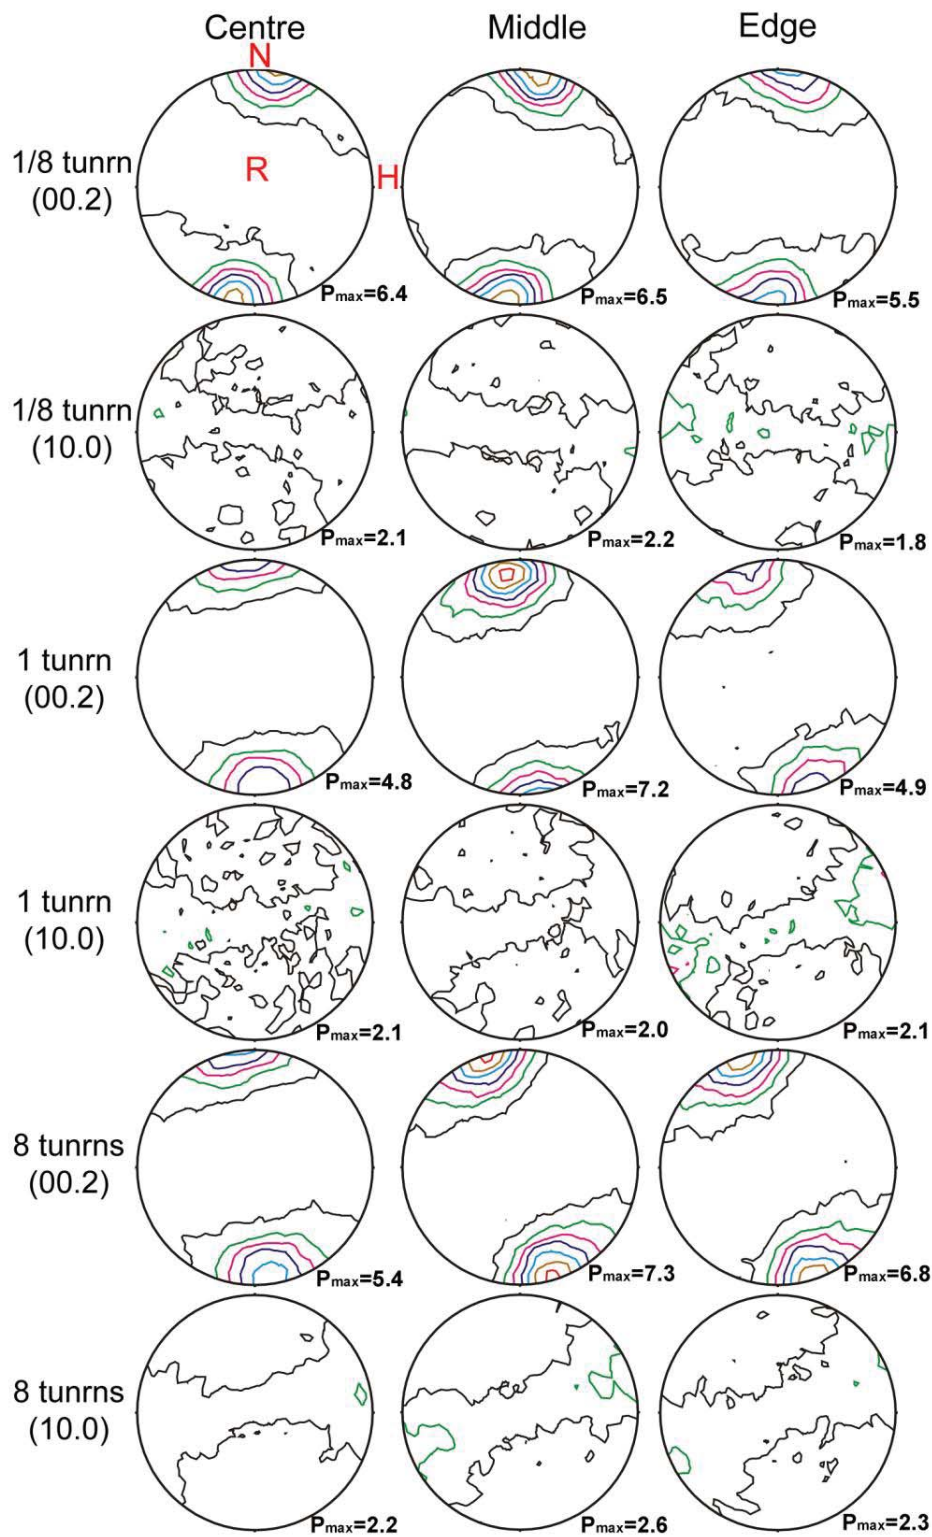 Centre Middle Edge
N
1/8 tunrn
(00.2)
R
H
Pmax=6.4 Pmax=6.5 Pmax=5.5
1/8 tunrn
(10.0)
Pmax=2.1 Pmax=2.2 Pmax=1.8
1 tunrn
(00.2)
Pmax=4.8 Pmax=7.2 Pmax=4.9
1 tunrn
(10.0)
Pmax=2.1 Pmax=2.0 Pmax=2.1
8 tunrns
(00.2)
Pmax=5.4 Pmax=7.3 Pmax=6.8
8 tunrns
(10.0)
Pmax=2.2 Pmax=2.6 Pmax=2.3